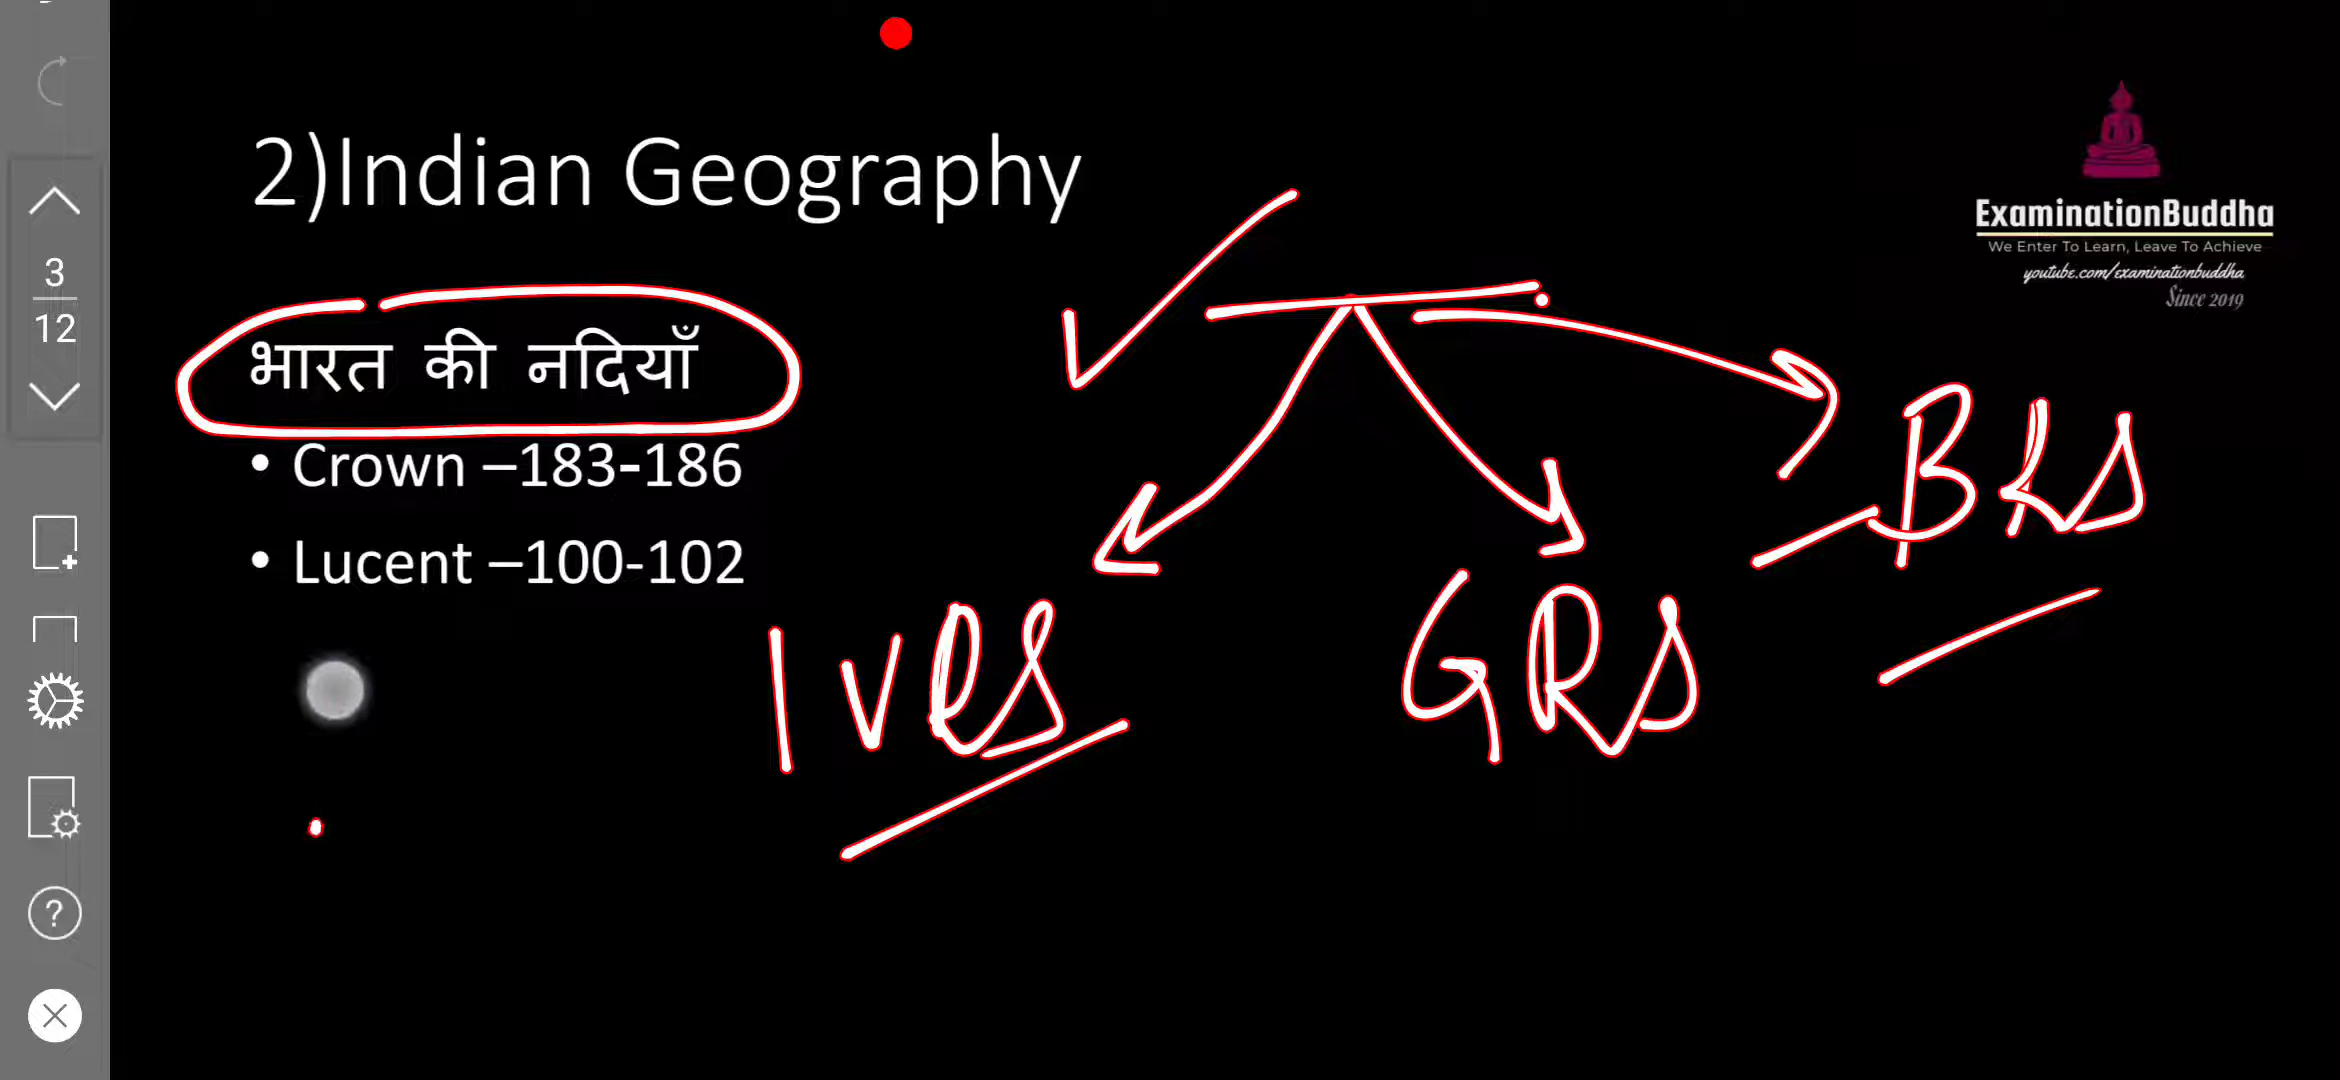 2)Indian Geography
भारत की नदियाँ
• Crown –183-186
• Lucent –100-102
IVRS
GRS
BRS
ExaminationBuddha
We Enter To Learn, Leave To Achieve
youtube.com/examinationbuddha
Since 2019
3
12
?